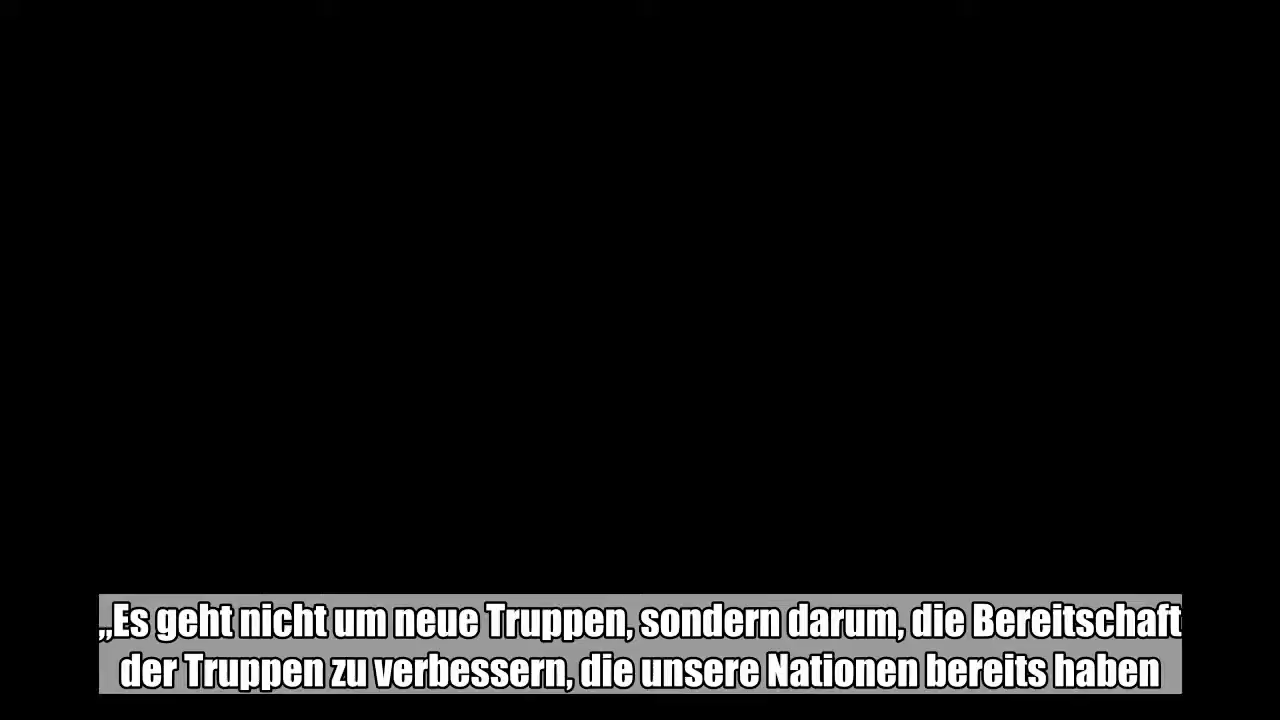 „Es geht nicht um neue Truppen, sondern darum, die Bereitschaft
der Truppen zu verbessern, die unsere Nationen bereits haben